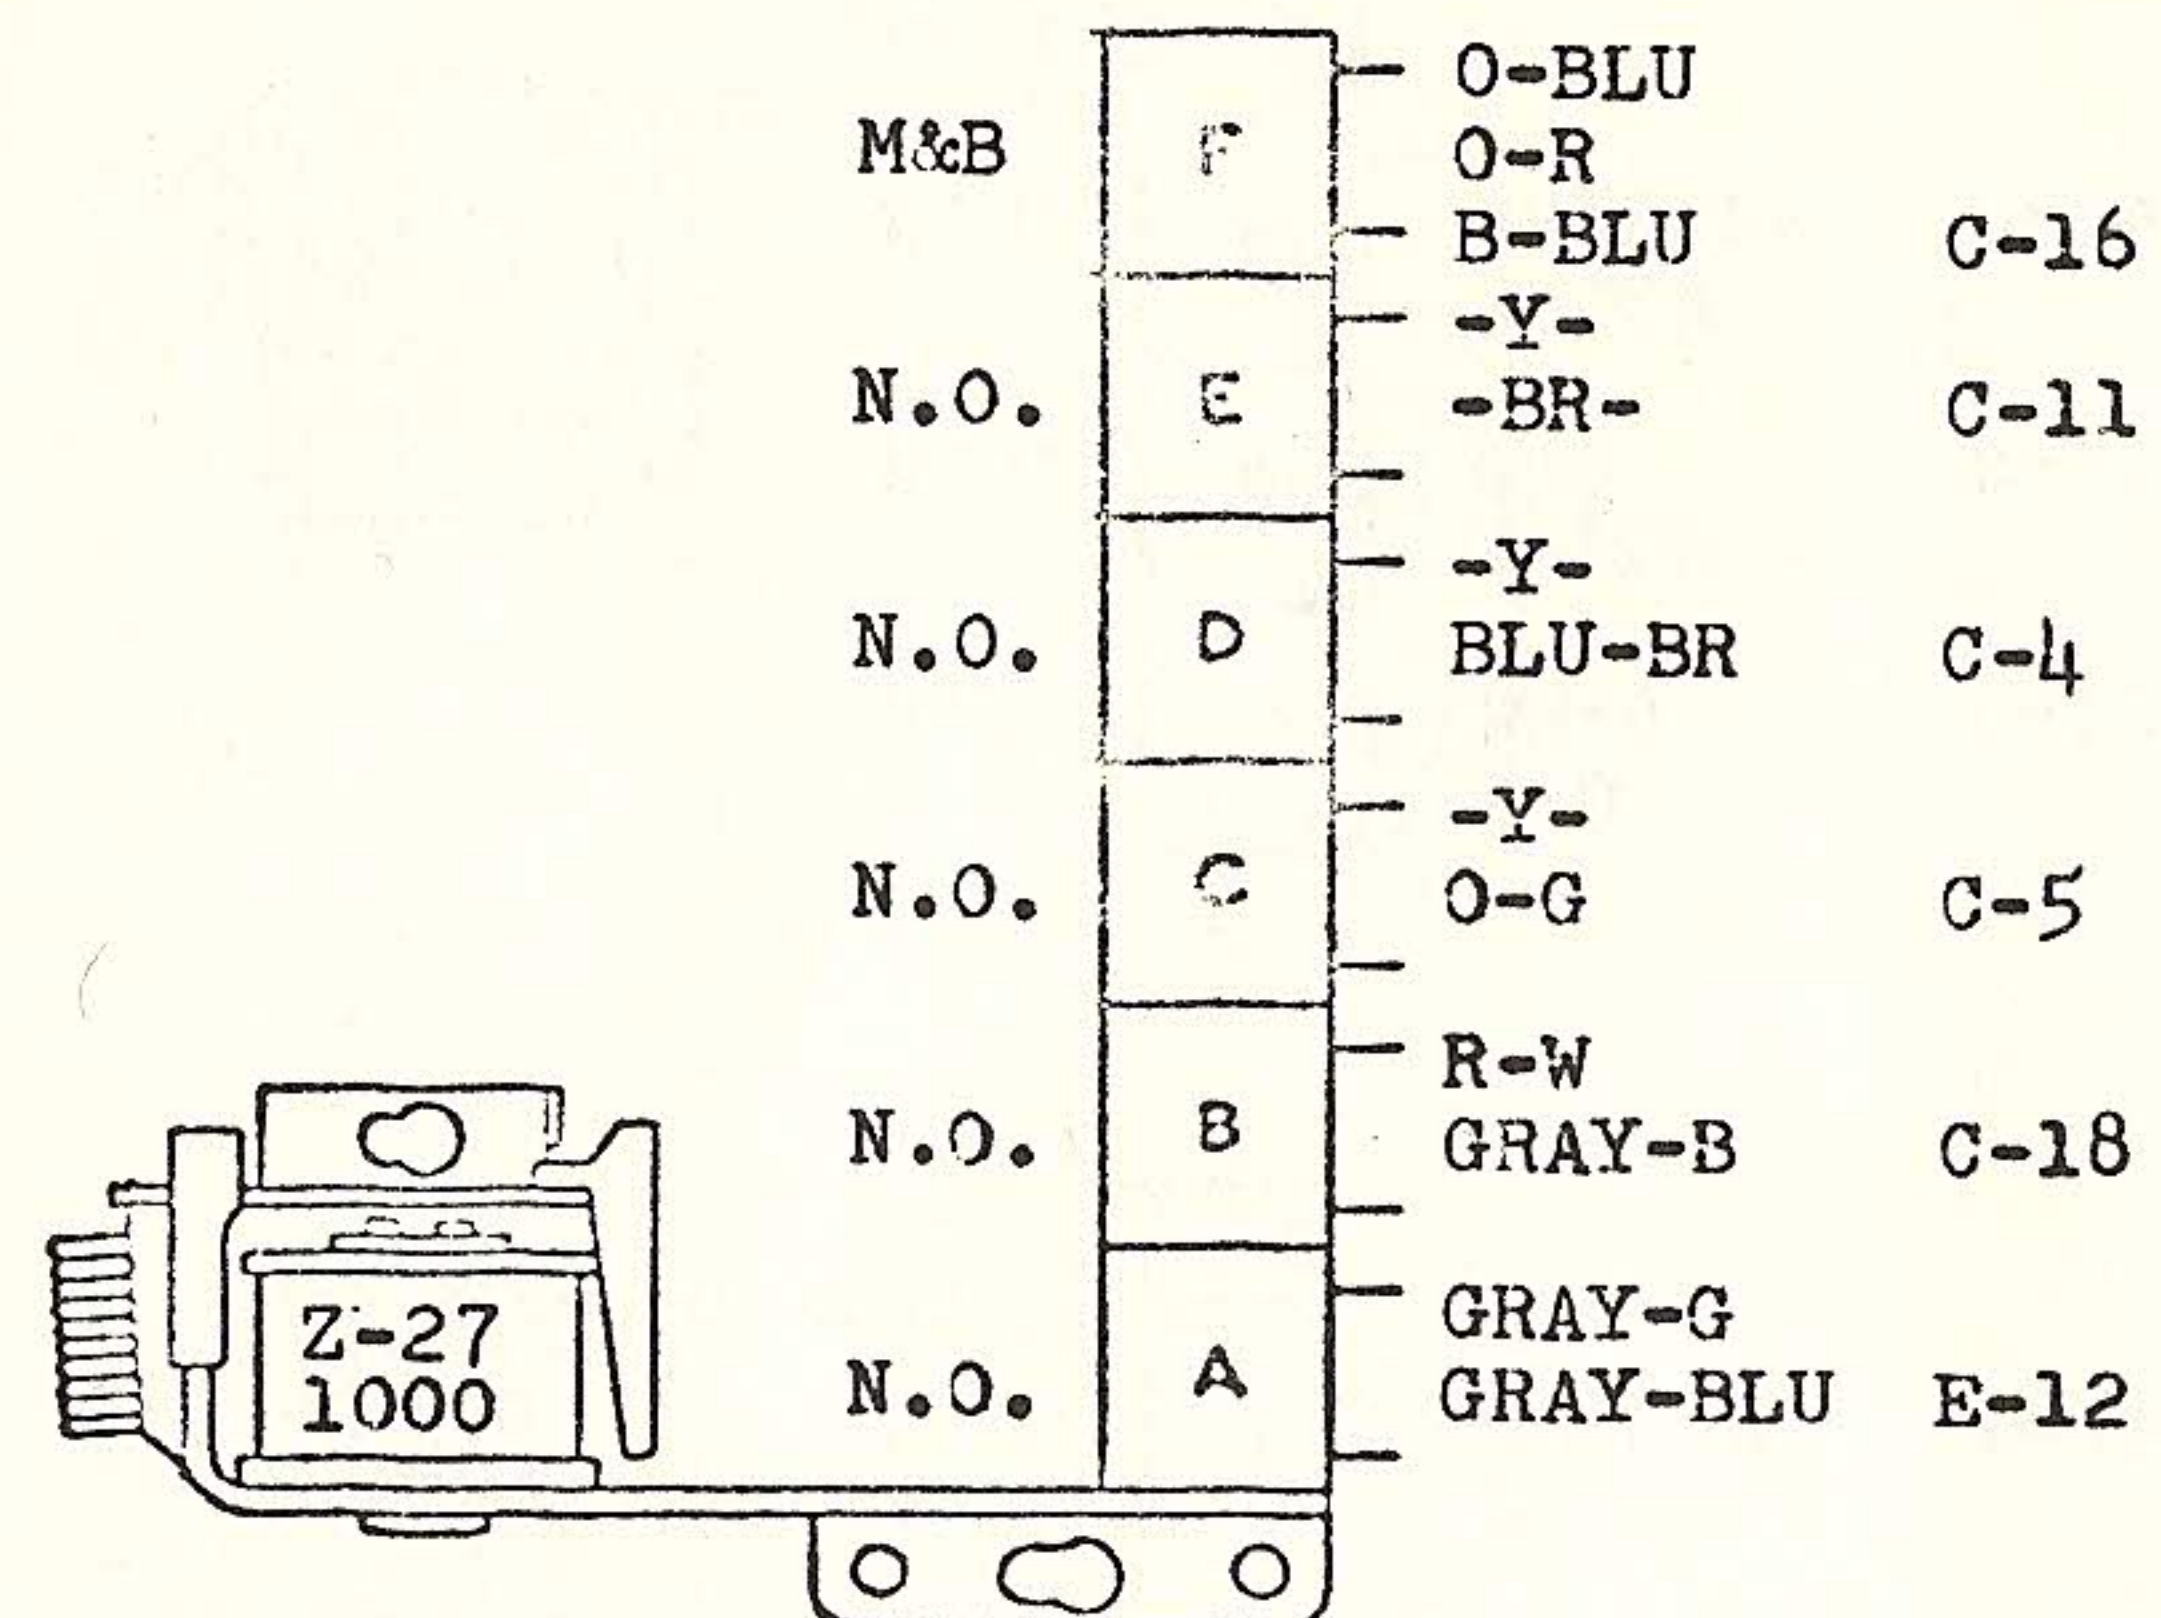 O-BLU
M&B F O-R
B-BLU C-16
-Y-
N.O. E -BR- C-11
-Y-
N.O. D BLU-BR C-4
-Y-
N.O. C O-G C-5
R-W
N.O. B GRAY-B C-18
GRAY-G
N.O. A GRAY-BLU E-12
Z-27
1000